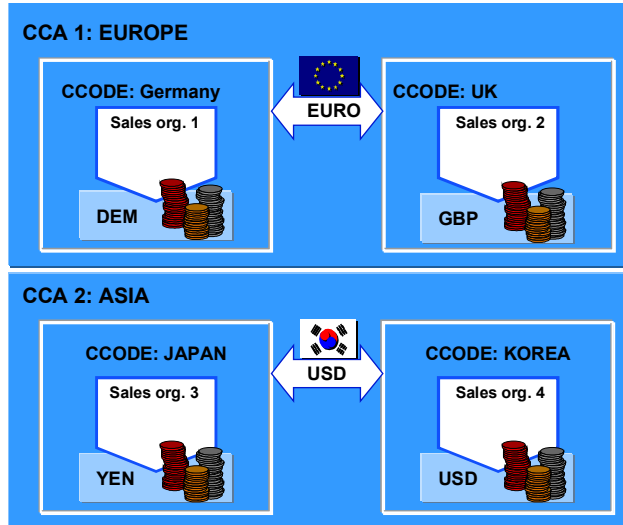 CCA 1: EUROPE
CCODE: Germany
Sales org. 1
DEM
EURO
CCODE: UK
Sales org. 2
GBP
CCA 2: ASIA
CCODE: JAPAN
Sales org. 3
YEN
USD
CCODE: KOREA
Sales org. 4
USD